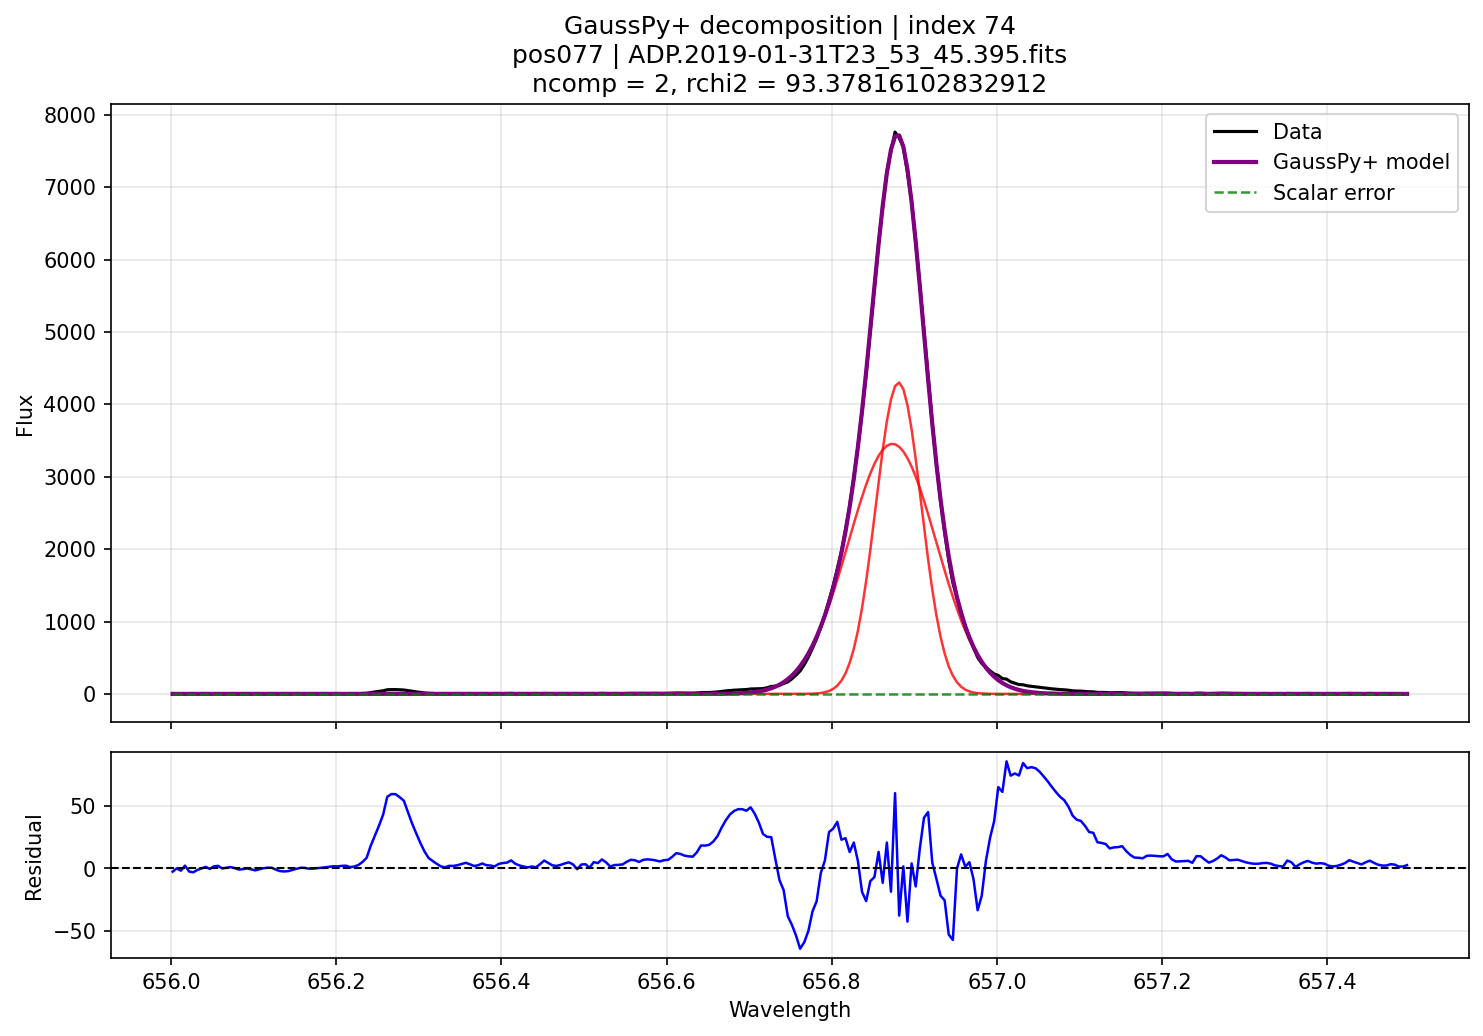 GaussPy+ decomposition | index 74
pos077 | ADP.2019-01-31T23_53_45.395.fits
ncomp = 2, rchi2 = 93.37816102832912
8000
7000
6000
5000
4000
3000
2000
1000
0
Flux
Data
GaussPy+ model
Scalar error
50
0
−50
Residual
656.0 656.2 656.4 656.6 656.8 657.0 657.2 657.4
Wavelength